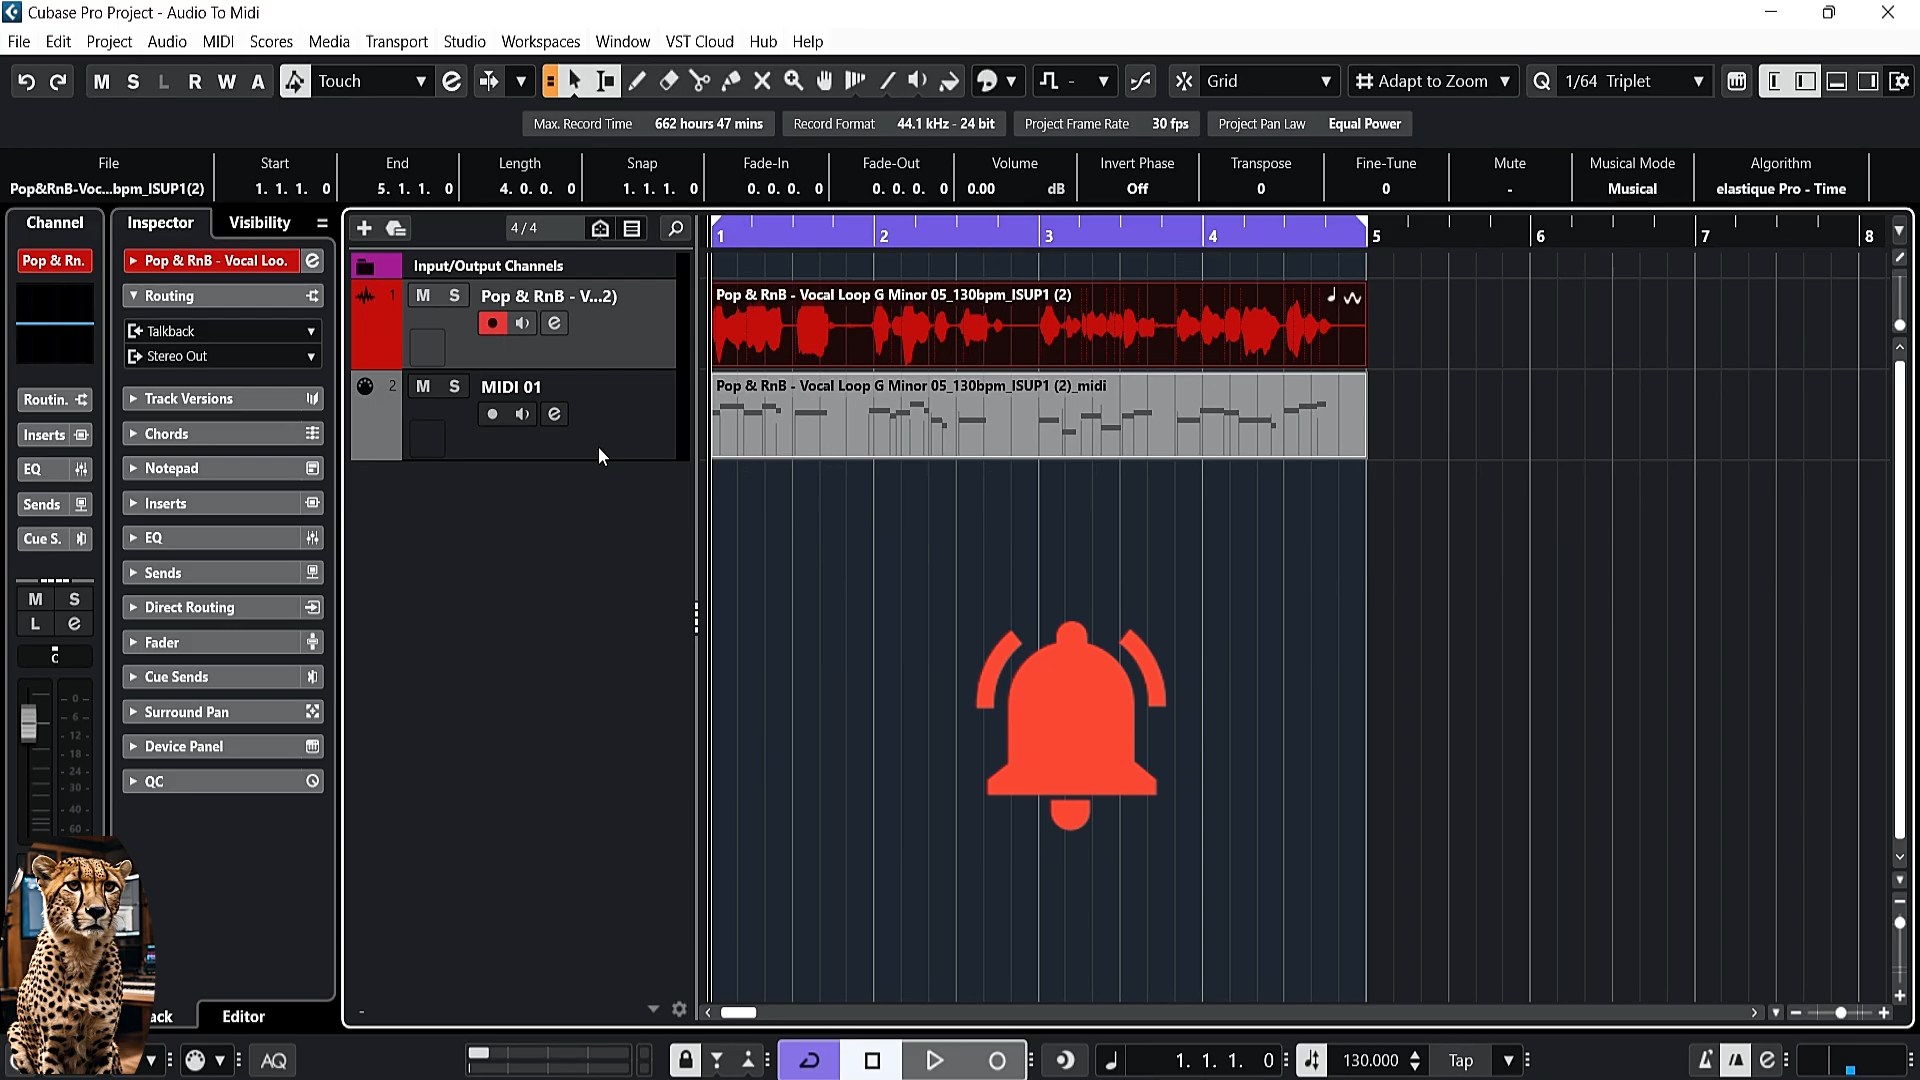 Cubase Pro Project - Audio To Midi
File Edit Project Audio MIDI Scores Media Transport Studio Workspaces Window VST Cloud Hub Help
M S L R W A Touch Grid Adapt to Zoom Q 1/64 Triplet
Max. Record Time 662 hours 47 mins Record Format 44.1 kHz - 24 bit Project Frame Rate 30 fps Project Pan Law Equal Power
File Start End Length Snap Fade-In Fade-Out Volume Invert Phase Transpose Fine-Tune Mute Musical Mode Algorithm
Pop&RnB-Voc...bpm_ISUP1(2) 1. 1. 1. 0 5. 1. 1. 0 4. 0. 0. 0 1. 1. 1. 0 0. 0. 0. 0 0. 0. 0. 0 0.00 dB Off 0 0 - Musical elastique Pro - Time
Channel Inspector Visibility 4/4
1 2 3 4 5 6 7 8
Pop & Rn. Pop & RnB - Vocal Loo.
Input/Output Channels
Routing
1 M S Pop & RnB - V...2)
Pop & RnB - Vocal Loop G Minor 05_130bpm_ISUP1 (2)
Talkback
Stereo Out
2 M S MIDI 01
Pop & RnB - Vocal Loop G Minor 05_130bpm_ISUP1 (2)_midi
Routin. Track Versions
Inserts Chords
EQ Notepad
Sends Inserts
Cue S. EQ
Sends
M S
Direct Routing
L e
Fader
C
Cue Sends
- 0 -
Surround Pan
- 6 -
- 12 -
Device Panel
- 18 -
- 24 -
QC
- 30 -
- 40 -
- 60 -
ack Editor
AQ 1. 1. 1. 0 130.000 Tap